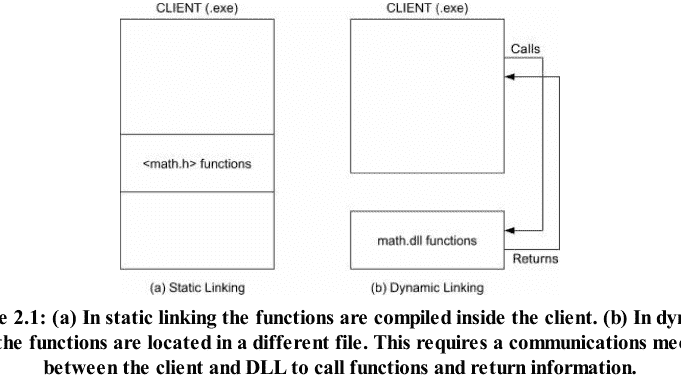 CLIENT (.exe) CLIENT (.exe)
Calls
<math.h> functions
math.dll functions
Returns
(a) Static Linking (b) Dynamic Linking
2.1: (a) In static linking the functions are compiled inside the client. (b) In
the functions are located in a different file. This requires a communications
between the client and DLL to call functions and return information.